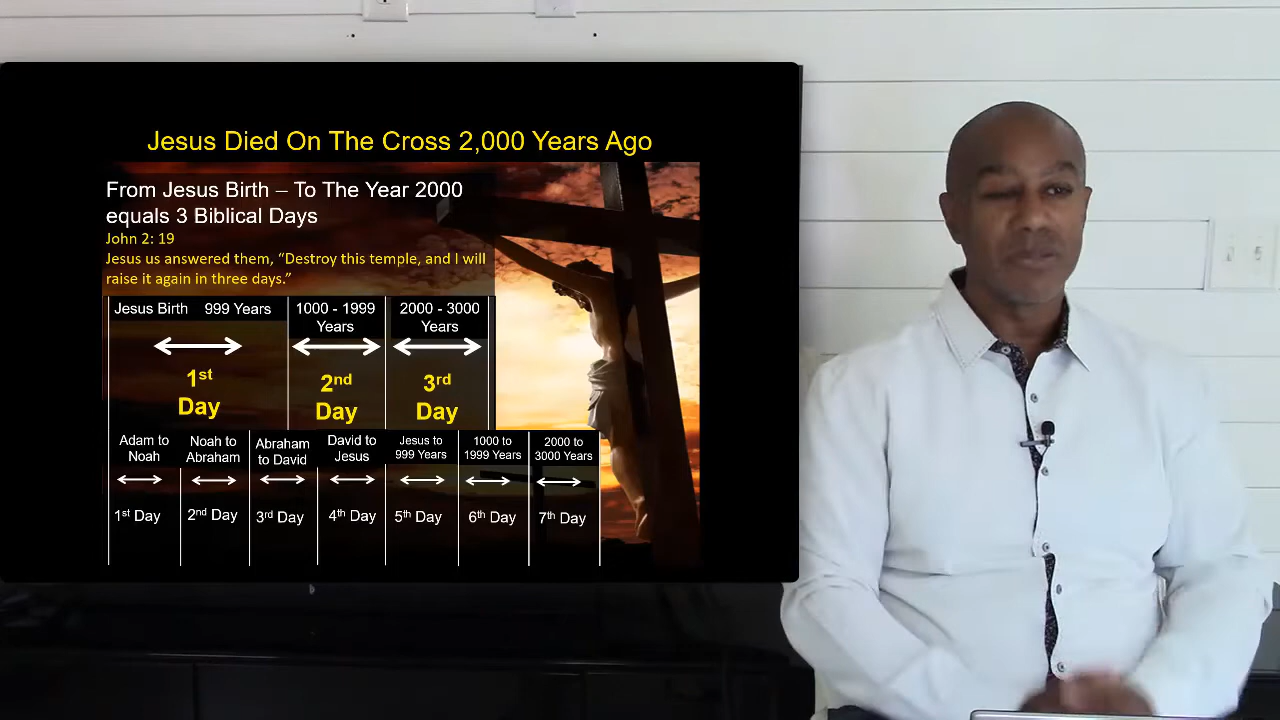 Jesus Died On The Cross 2,000 Years Ago
From Jesus Birth – To The Year 2000
equals 3 Biblical Days
John 2: 19
Jesus us answered them, “Destroy this temple, and I will
raise it again in three days.”
Jesus Birth 999 Years
1000 - 1999
Years
2000 - 3000
Years
1st
Day
2nd
Day
3rd
Day
Adam to
Noah
Noah to
Abraham
Abraham
to David
David to
Jesus
Jesus to
999 Years
1000 to
1999 Years
2000 to
3000 Years
1st Day
2nd Day
3rd Day
4th Day
5th Day
6th Day
7th Day